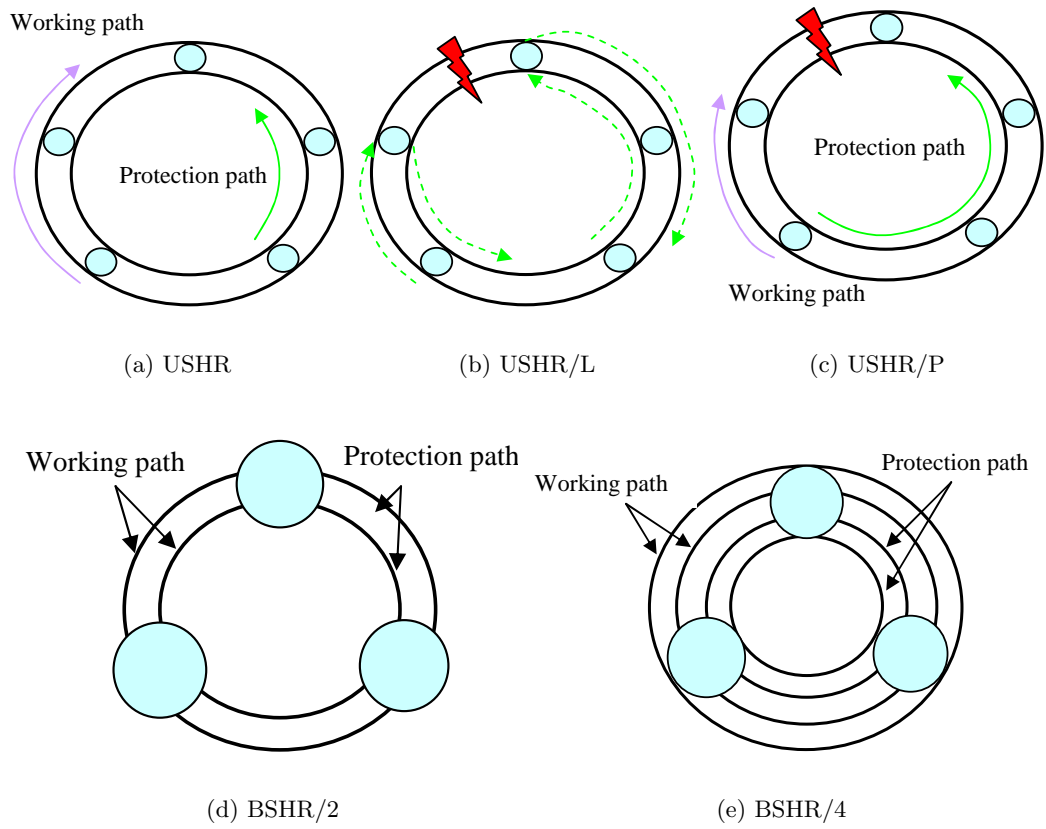 Working path
Protection path
Protection path
Working path
(a) USHR
(b) USHR/L
(c) USHR/P
Working path
Protection path
Working path
Protection path
(d) BSHR/2
(e) BSHR/4